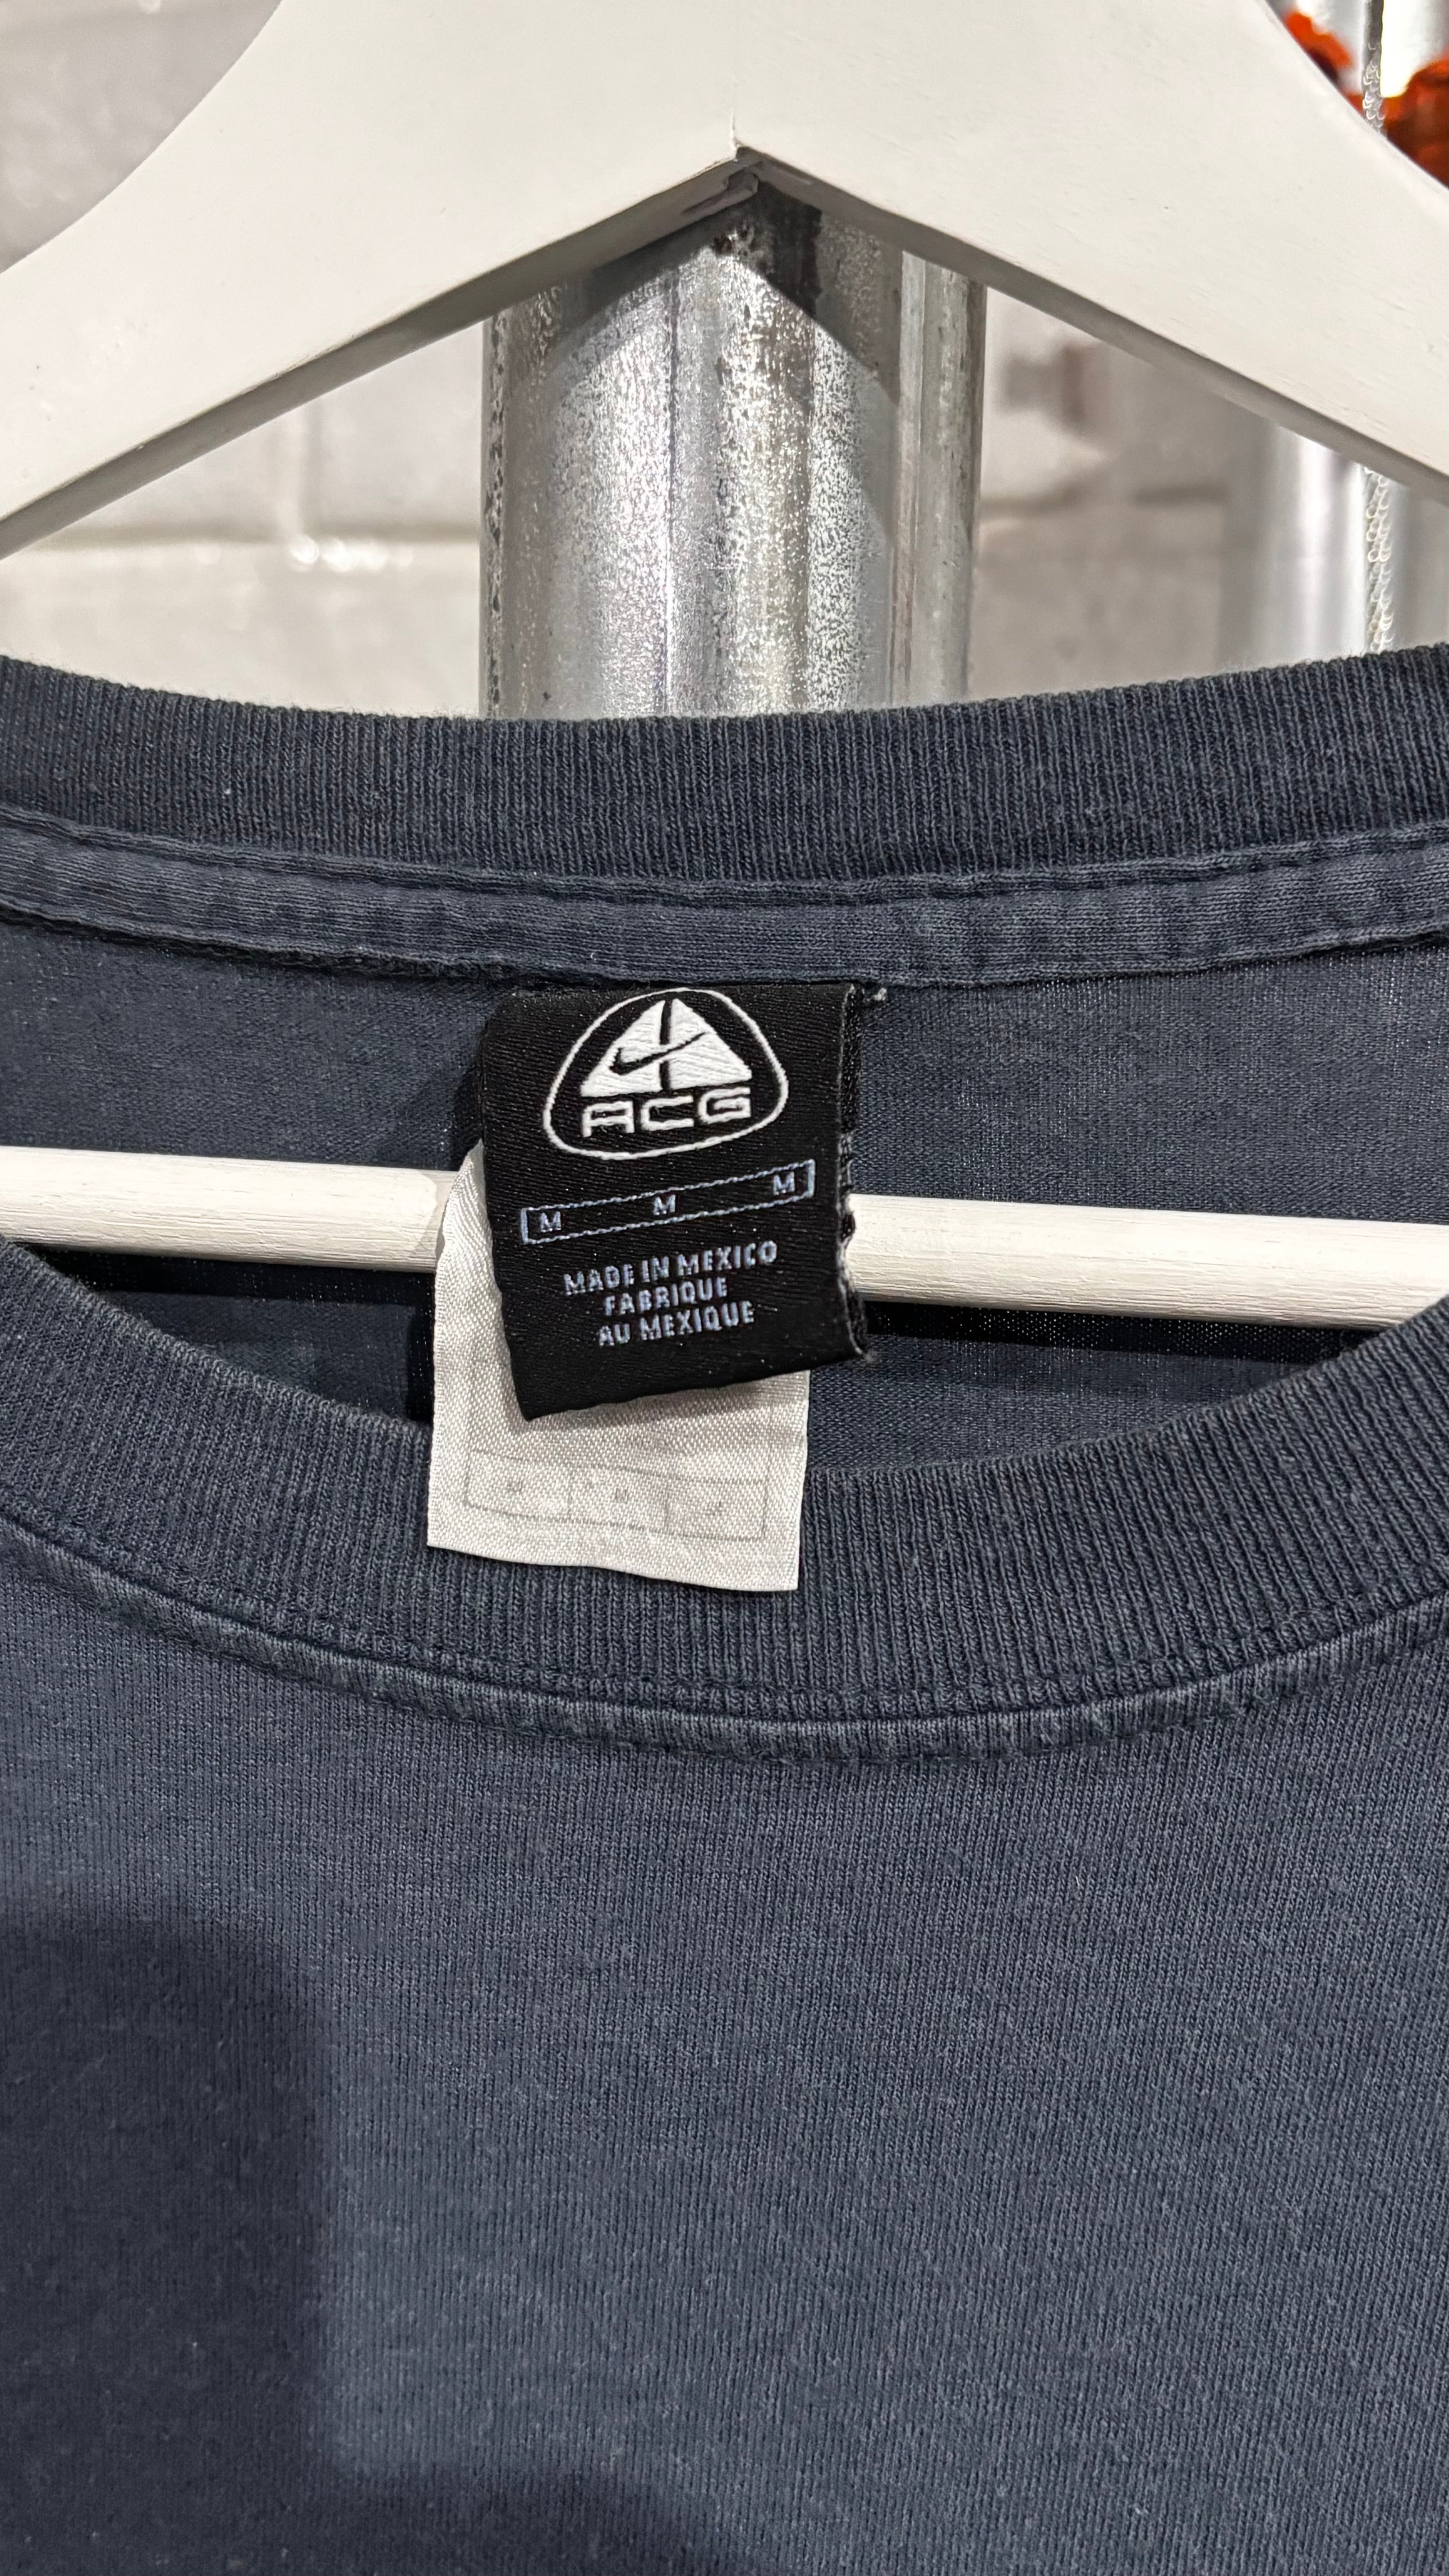 ACG
M M M
MADE IN MEXICO
FABRIQUE
AU MEXIQUE